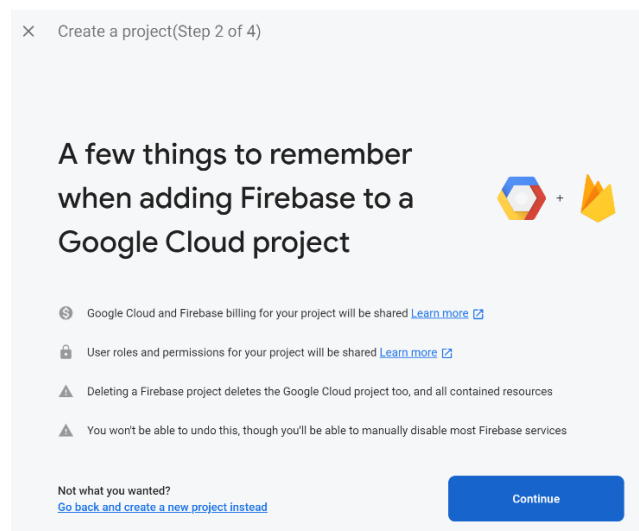 Create a project(Step 2 of 4)
A few things to remember
when adding Firebase to a
Google Cloud project
+
Google Cloud and Firebase billing for your project will be shared Learn more
User roles and permissions for your project will be shared Learn more
Deleting a Firebase project deletes the Google Cloud project too, and all contained resources
You won't be able to undo this, though you'll be able to manually disable most Firebase services
Not what you wanted?
Go back and create a new project instead
Continue